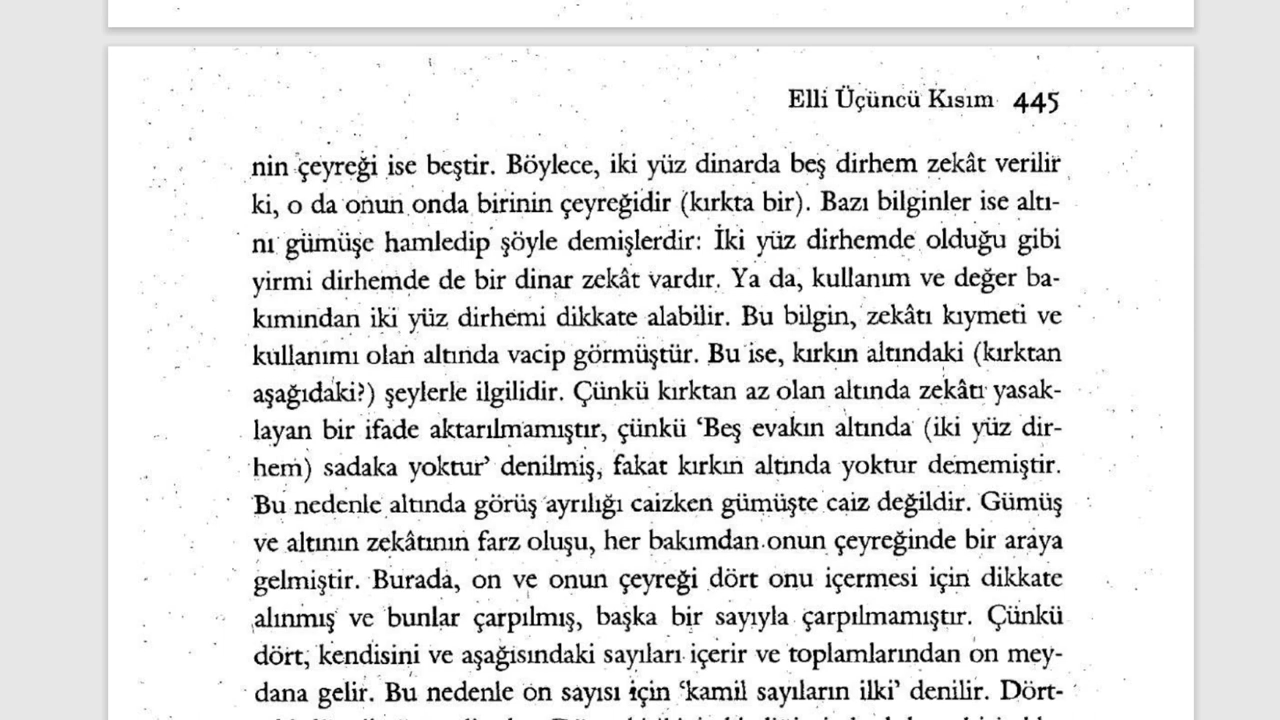 Elli Üçüncü Kısım 445
nin çeyreği ise beştir. Böylece, iki yüz dinarda beş dirhem zekât verilir
ki, o da onun onda birinin çeyreğidir (kırkta bir). Bazı bilginler ise altı-
nı gümüşe hamledip şöyle demişlerdir: İki yüz dirhemde olduğu gibi
yirmi dirhemde de bir dinar zekât vardır. Ya da, kullanım ve değer ba-
kımından iki yüz dirhemi dikkate alabilir. Bu bilgin, zekâtı kıymeti ve
kullanımı olan altında vacip görmüştür. Bu ise, kırkın altındaki (kırktan
aşağıdaki?) şeylerle ilgilidir. Çünkü kırktan az olan altında zekâtı yasak-
layan bir ifade aktarılmamıştır, çünkü ‘Beş evakın altında (iki yüz dir-
hem) sadaka yoktur’ denilmiş, fakat kırkın altında yoktur dememiştir.
Bu nedenle altında görüş ayrılığı caizken gümüşte caiz değildir. Gümüş
ve altının zekâtının farz oluşu, her bakımdan onun çeyreğinde bir araya
gelmiştir. Burada, on ve onun çeyreği dört onu içermesi için dikkate
alınmış ve bunlar çarpılmış, başka bir sayıyla çarpılmamıştır. Çünkü
dört, kendisini ve aşağısındaki sayıları içerir ve toplamlarından on mey-
dana gelir. Bu nedenle on sayısı için ‘kamil sayıların ilki’ denilir. Dört-